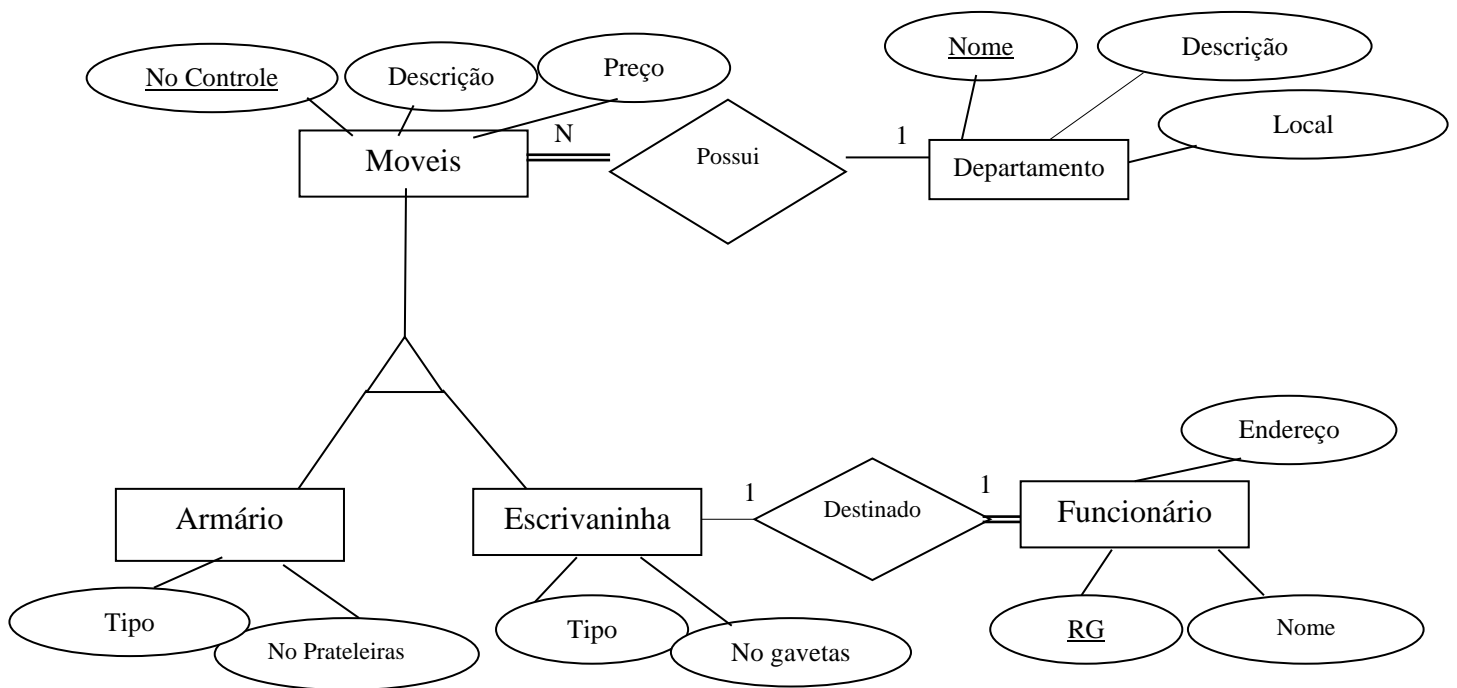 Nome
Descrição
No Controle
Descrição
Preço
Local
N
1
Moveis
Possui
Departamento
Endereço
1
1
Armário
Escrivaninha
Destinado
Funcionário
Tipo
No Prateleiras
Tipo
No gavetas
RG
Nome